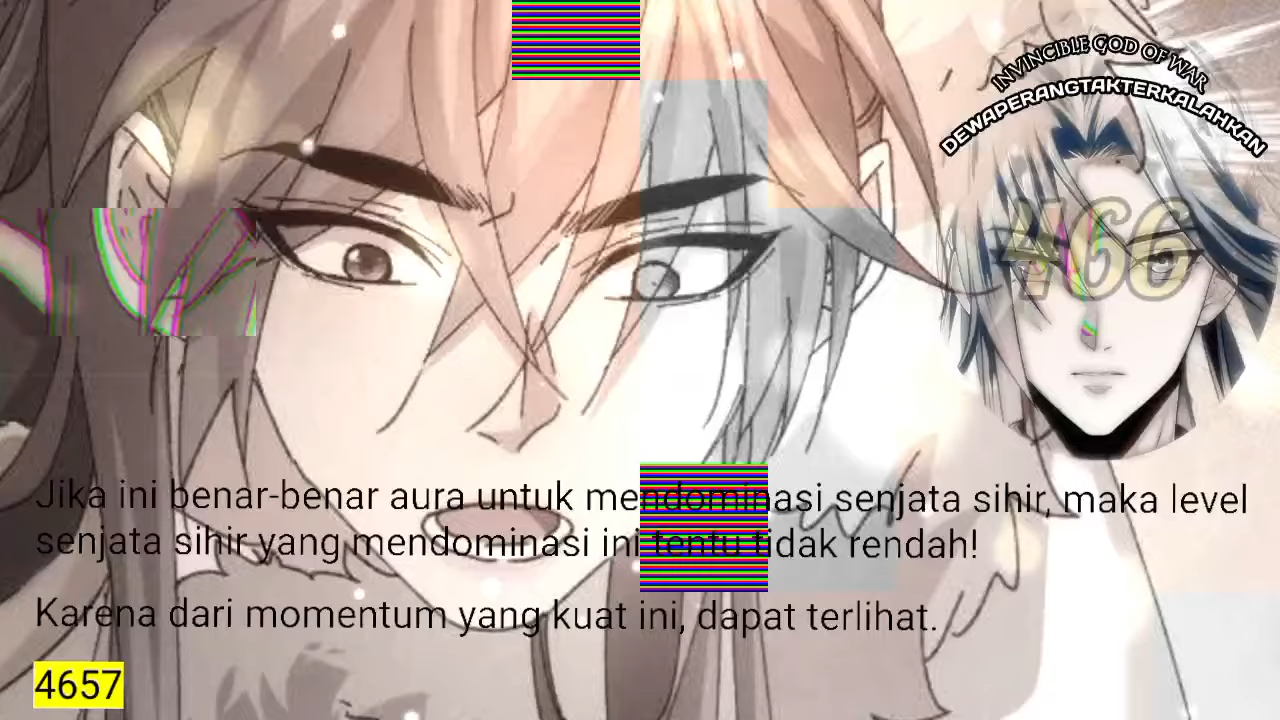 INVINCIBLE GOD OF WAR
DEWAPERANGTAKTERKALAHKAN
466
Jika ini benar-benar aura untuk mendominasi senjata sihir, maka level
senjata sihir yang mendominasi ini tentu tidak rendah!
Karena dari momentum yang kuat ini, dapat terlihat.
4657